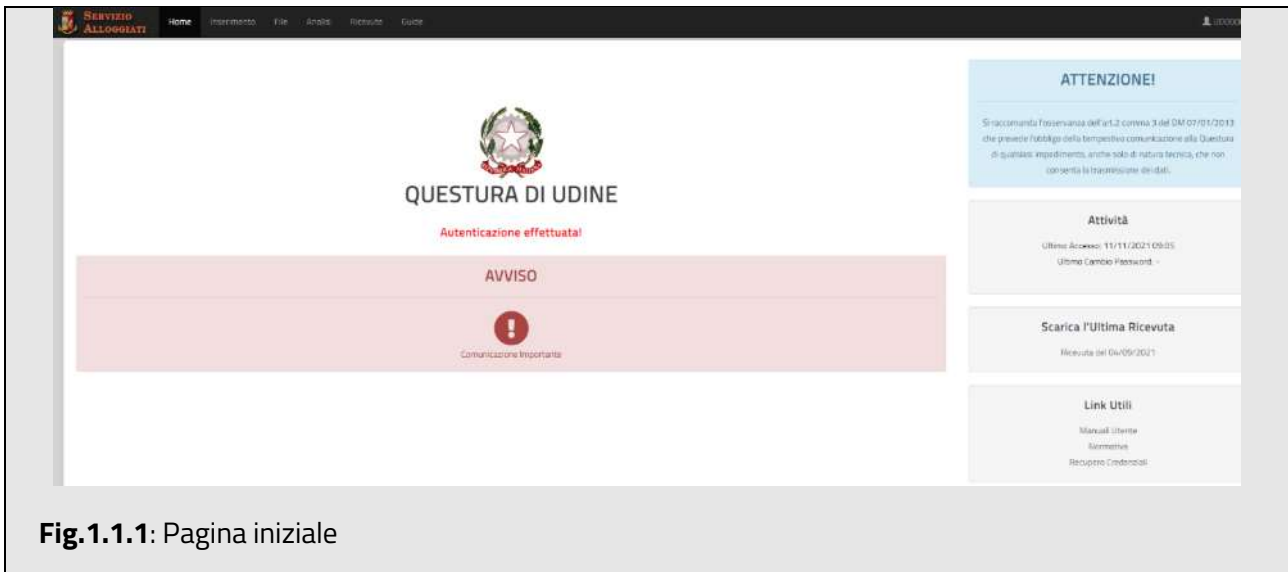 SERVIZIO
ALLOGGIATI
Home Inserimento File Analisi Ricevute Guide
QUESTURA DI UDINE
Autenticazione effettuata!
AVVISO
Comunicazione Importante
ATTENZIONE!
Si raccomanda l'osservanza dell'art.2 comma 3 del DM 07/01/2013
che prevede l'obbligo della tempestiva comunicazione alla Questura
di qualsiasi impedimento, anche solo di natura tecnica, che non
consenta la trasmissione dei dati.
Attività
Ultimo Accesso: 11/11/2021 09:05
Ultimo Cambio Password: -
Scarica l'Ultima Ricevuta
Ricevuta del 04/09/2021
Link Utili
Manuali Utente
Normativa
Recupero Credenziali
Fig.1.1.1: Pagina iniziale